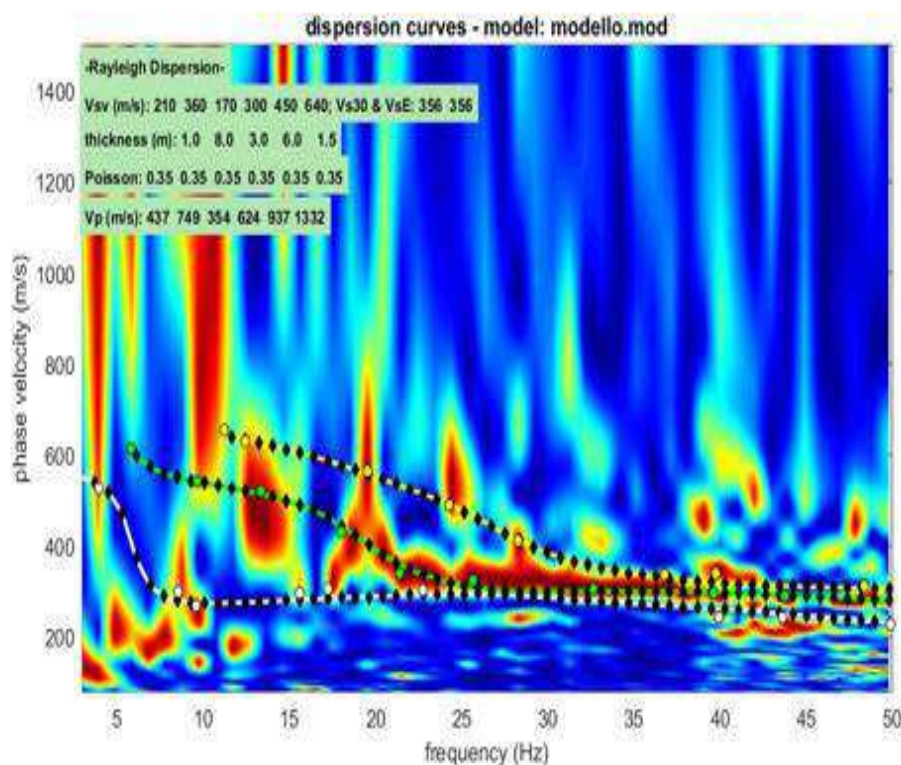 dispersion curves - model: modello.mod
-Rayleigh Dispersion-
Vsv (m/s): 210 360 170 300 450 640; Vs30 & VsE: 356 356
thickness (m): 1.0 8.0 3.0 6.0 1.5
Poisson: 0.35 0.35 0.35 0.35 0.35 0.35
Vp (m/s): 437 749 354 624 937 1332
1400
1200
1000
800
600
400
200
phase velocity (m/s)
5 10 15 20 25 30 35 40 45 50
frequency (Hz)